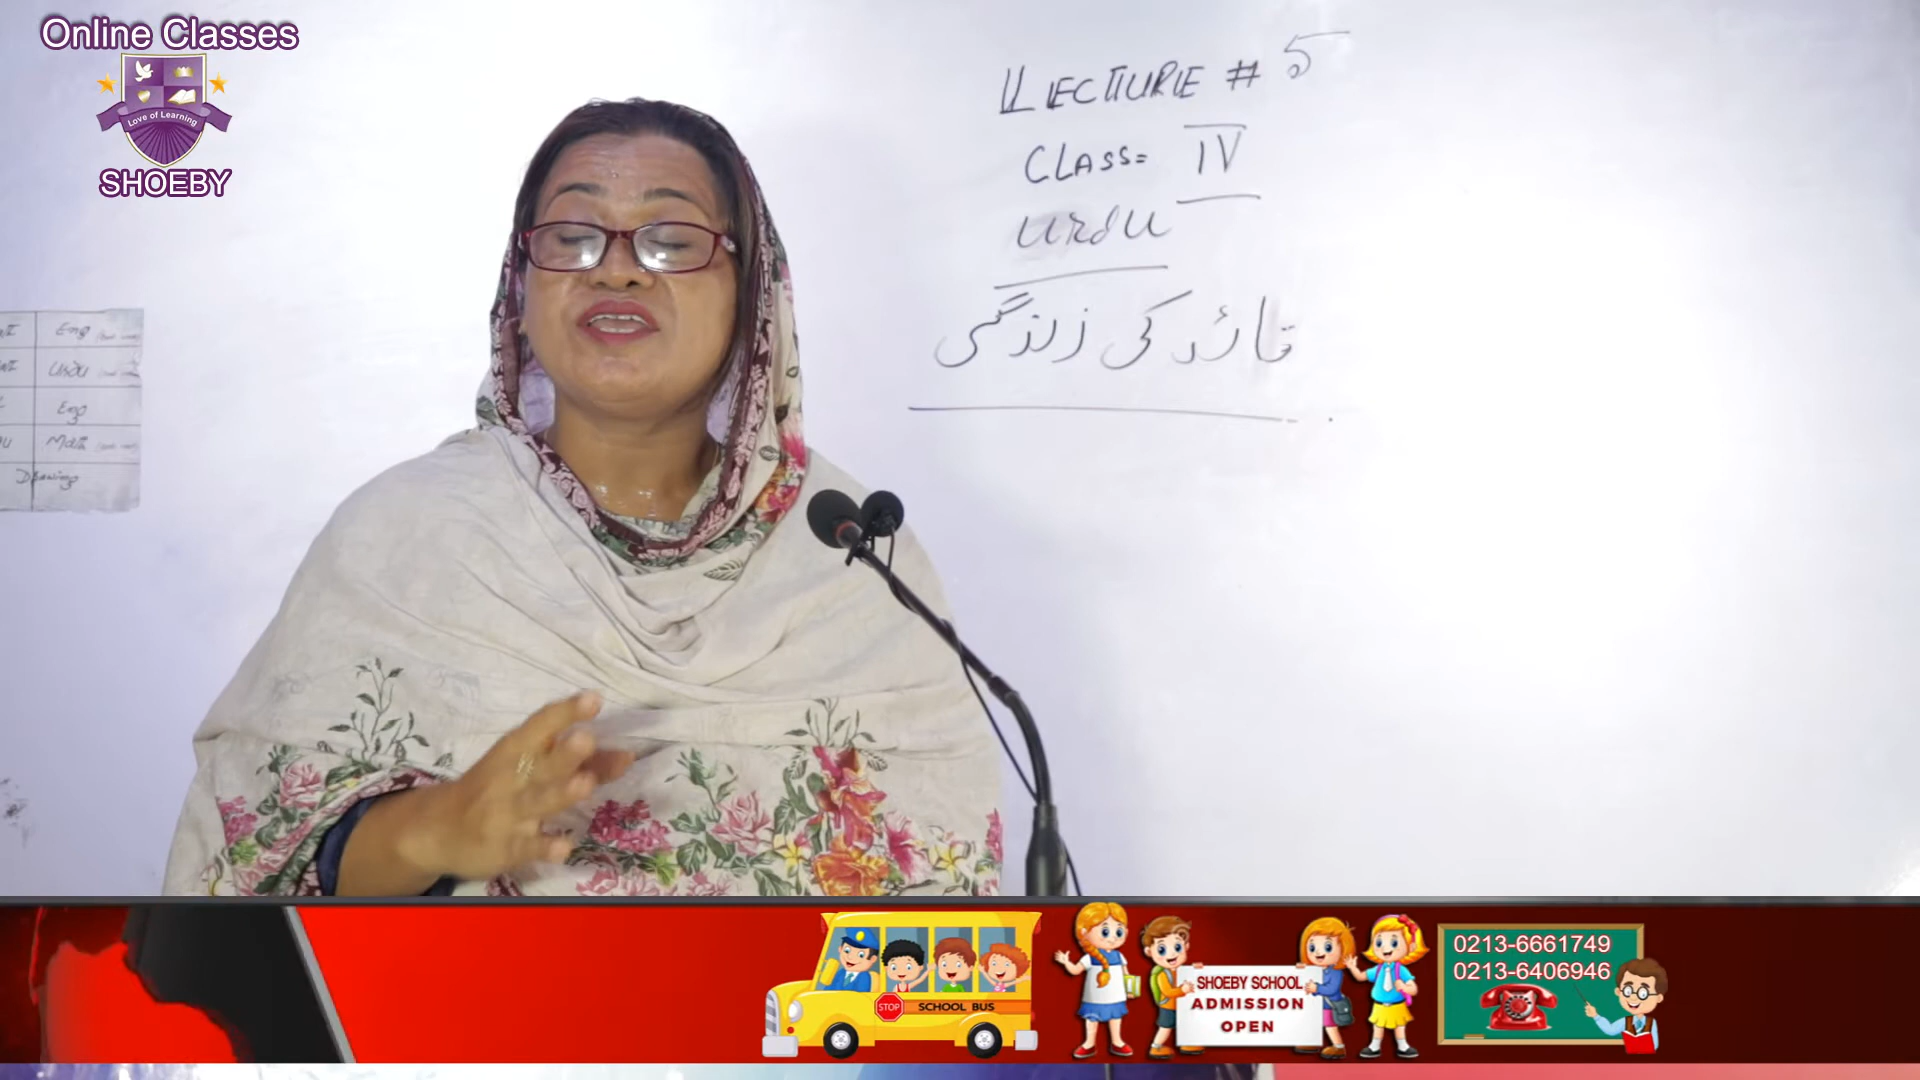 Online Classes
Love of Learning
SHOEBY
LECTURE # 5
CLASS= IV
Urdu
قائد کی زندگی
Eng
Urdu
Eng
Math
Drawing
STOP
SCHOOL BUS
SHOEBY SCHOOL
ADMISSION
OPEN
0213-6661749
0213-6406946